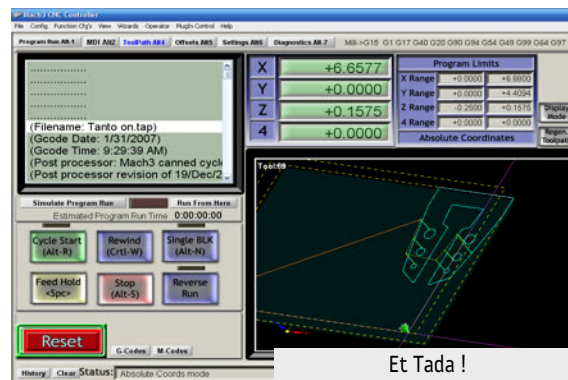 Mach3 CNC Controller
File Config Function Cfg's View Wizards Operator PlugIn Control Help
Program Run Alt-1 MDI Alt2 ToolPath Alt4 Offsets Alt5 Settings Alt6 Diagnostics Alt-7 Mill->G15 G1 G17 G40 G20 G90 G94 G54 G49 G99 G64 G97
..................
..................
..................
..................
(Filename: Tanto on.tap)
(Gcode Date: 1/31/2007)
(Gcode Time: 9:29:39 AM)
(Post processor: Mach3 canned cycl
(Post processor revision of 19/Dec/2
X +6.6577
Y +0.0000
Z +0.1575
4 +0.0000
Program Limits
X Range +0.0000 +6.8800
Y Range +0.0000 +4.4094
Z Range -0.2500 +0.1575
4 Range +0.0000 +0.0000
Absolute Coordinates
Display
Mode
Regen.
Toolpath
Simulate Program Run Run From Here
Estimated Program Run Time 0:00:00:00
Cycle Start
(Alt-R)
Rewind
(Crtl-W)
Single BLK
(Alt-N)
Feed Hold
<Spc>
Stop
(Alt-S)
Reverse
Run
Reset
G-Codes M-Codes
History Clear Status: Absolute Coords mode
Et Tada !